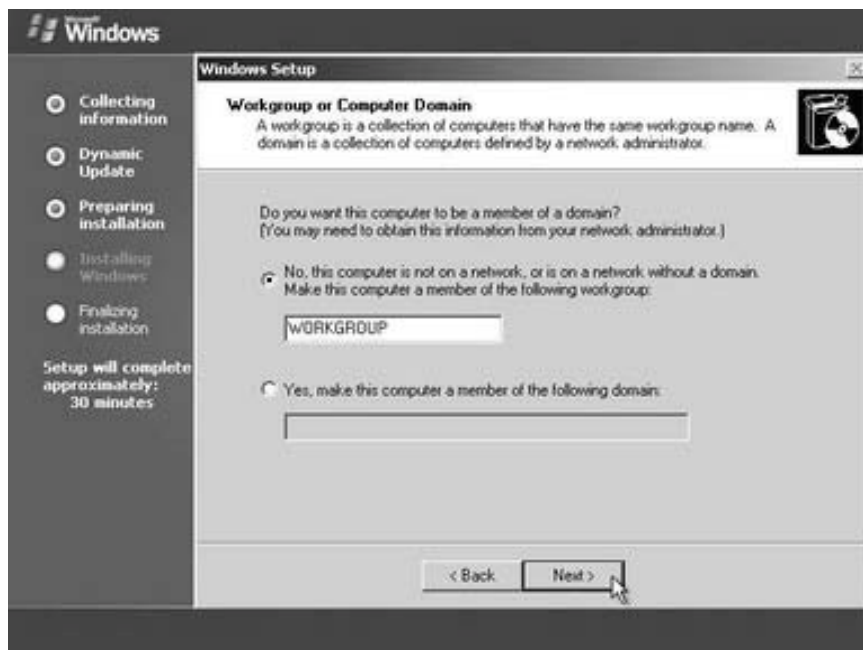 Microsoft
Windows
Collecting
information
Dynamic
Update
Preparing
installation
Installing
Windows
Finalizing
installation
Setup will complete
approximately:
30 minutes
Windows Setup
Workgroup or Computer Domain
A workgroup is a collection of computers that have the same workgroup name. A
domain is a collection of computers defined by a network administrator.
Do you want this computer to be a member of a domain?
(You may need to obtain this information from your network administrator.)
No, this computer is not on a network, or is on a network without a domain.
Make this computer a member of the following workgroup:
WORKGROUP
Yes, make this computer a member of the following domain:
< Back
Next >